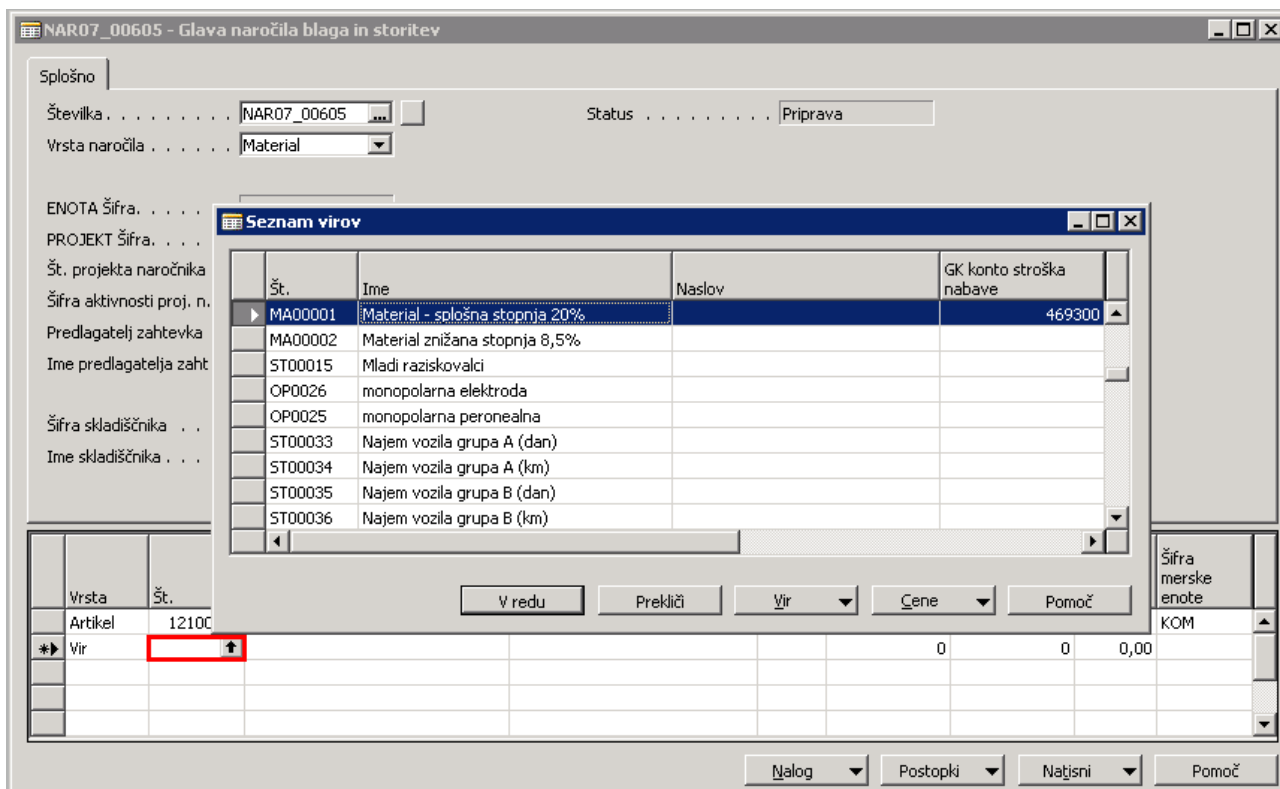 NAR07_00605 - Glava naročila blaga in storitev
Splošno
Številka . . . . . . . . . NAR07_00605 ...
Status . . . . . . . . . Priprava
Vrsta naročila . . . . . . Material
ENOTA Šifra. . . . .
PROJEKT Šifra. . . .
Št. projekta naročnika
Šifra aktivnosti proj. n.
Predlagatelj zahtevka
Ime predlagatelja zaht
Šifra skladiščnika . .
Ime skladiščnika . . .
Seznam virov
Št. Ime Naslov GK konto stroška nabave
MA00001 Material - splošna stopnja 20% 469300
MA00002 Material znižana stopnja 8,5%
ST00015 Mladi raziskovalci
OP0026 monopolarna elektroda
OP0025 monopolarna peronealna
ST00033 Najem vozila grupa A (dan)
ST00034 Najem vozila grupa A (km)
ST00035 Najem vozila grupa B (dan)
ST00036 Najem vozila grupa B (km)
V redu Prekliči Vir Cene Pomoč
Vrsta Št. Šifra merske enote
Artikel 12100 KOM
Vir 0 0 0,00
Nalog Postopki Natisni Pomoč